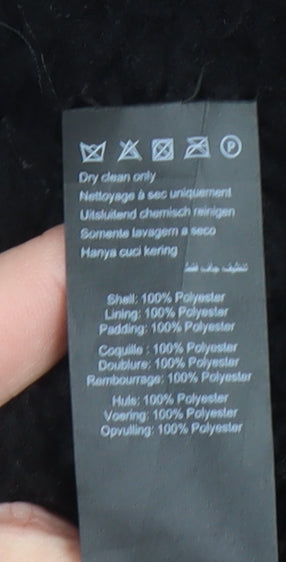 P
Dry clean only
Nettoyage à sec uniquement
Uitsluitend chemisch reinigen
Somente lavagem a seco
Hanya cuci kering
تنظيف جاف فقط
Shell: 100% Polyester
Lining: 100% Polyester
Padding: 100% Polyester
Coquille : 100% Polyester
Doublure: 100% Polyester
Rembourrage: 100% Polyester
Huls: 100% Polyester
Voering: 100% Polyester
Opvulling: 100% Polyester